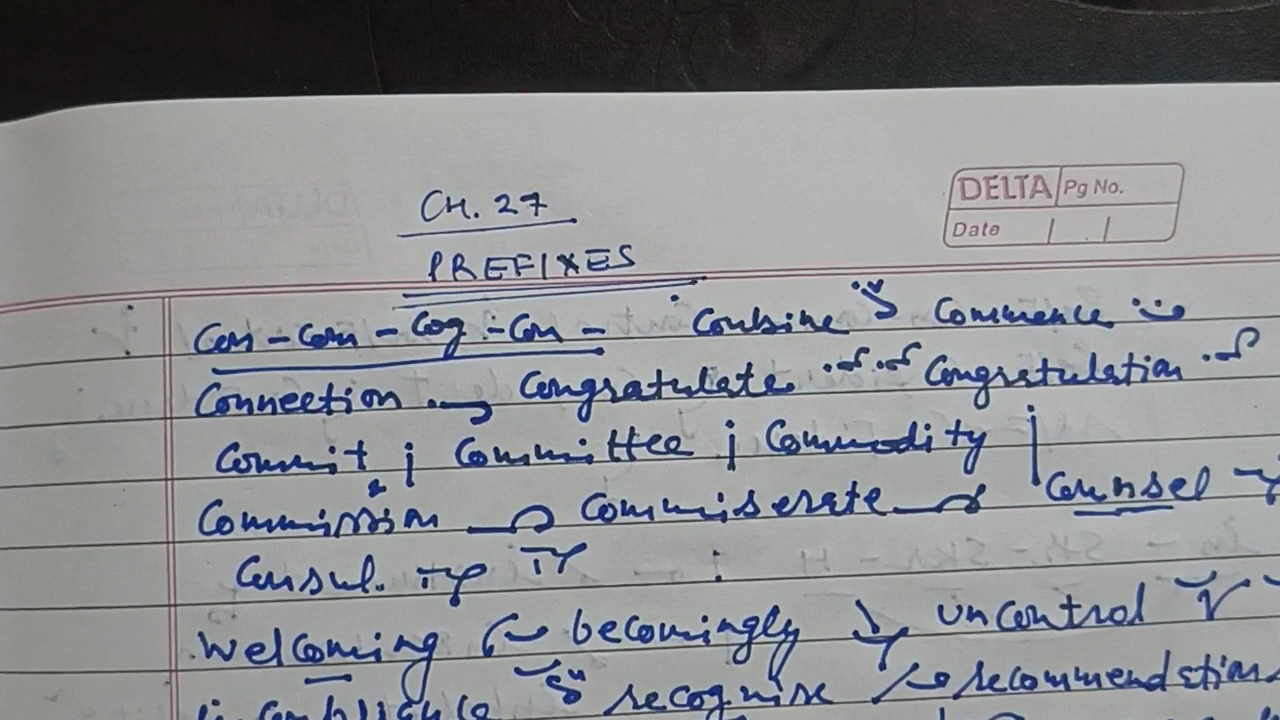 DELTA Pg No.
Date
CH. 27
PREFIXES
Con - Com - Cog - Con - Combine Commence
Connection Congratulate Congratulation
Commit Committee Commodity
Commission Commiserate Counsel
Consul.
Welcoming becomingly uncontrol
recognise recommendation